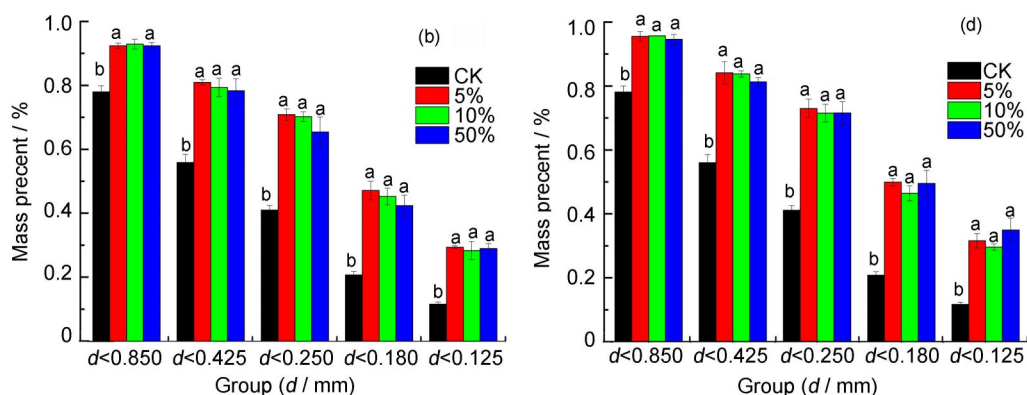 1.0
0.8
0.6
0.4
0.2
0
Mass precent / %
(b)
CK
5%
10%
50%
b a a a
b a a a
b a a a
b a a a
b a a a
d<0.850 d<0.425 d<0.250 d<0.180 d<0.125
Group (d / mm)
1.0
0.8
0.6
0.4
0.2
0
Mass precent / %
(d)
CK
5%
10%
50%
b a a a
b a a a
b a a a
b a a a
b a a a
d<0.850 d<0.425 d<0.250 d<0.180 d<0.125
Group (d / mm)